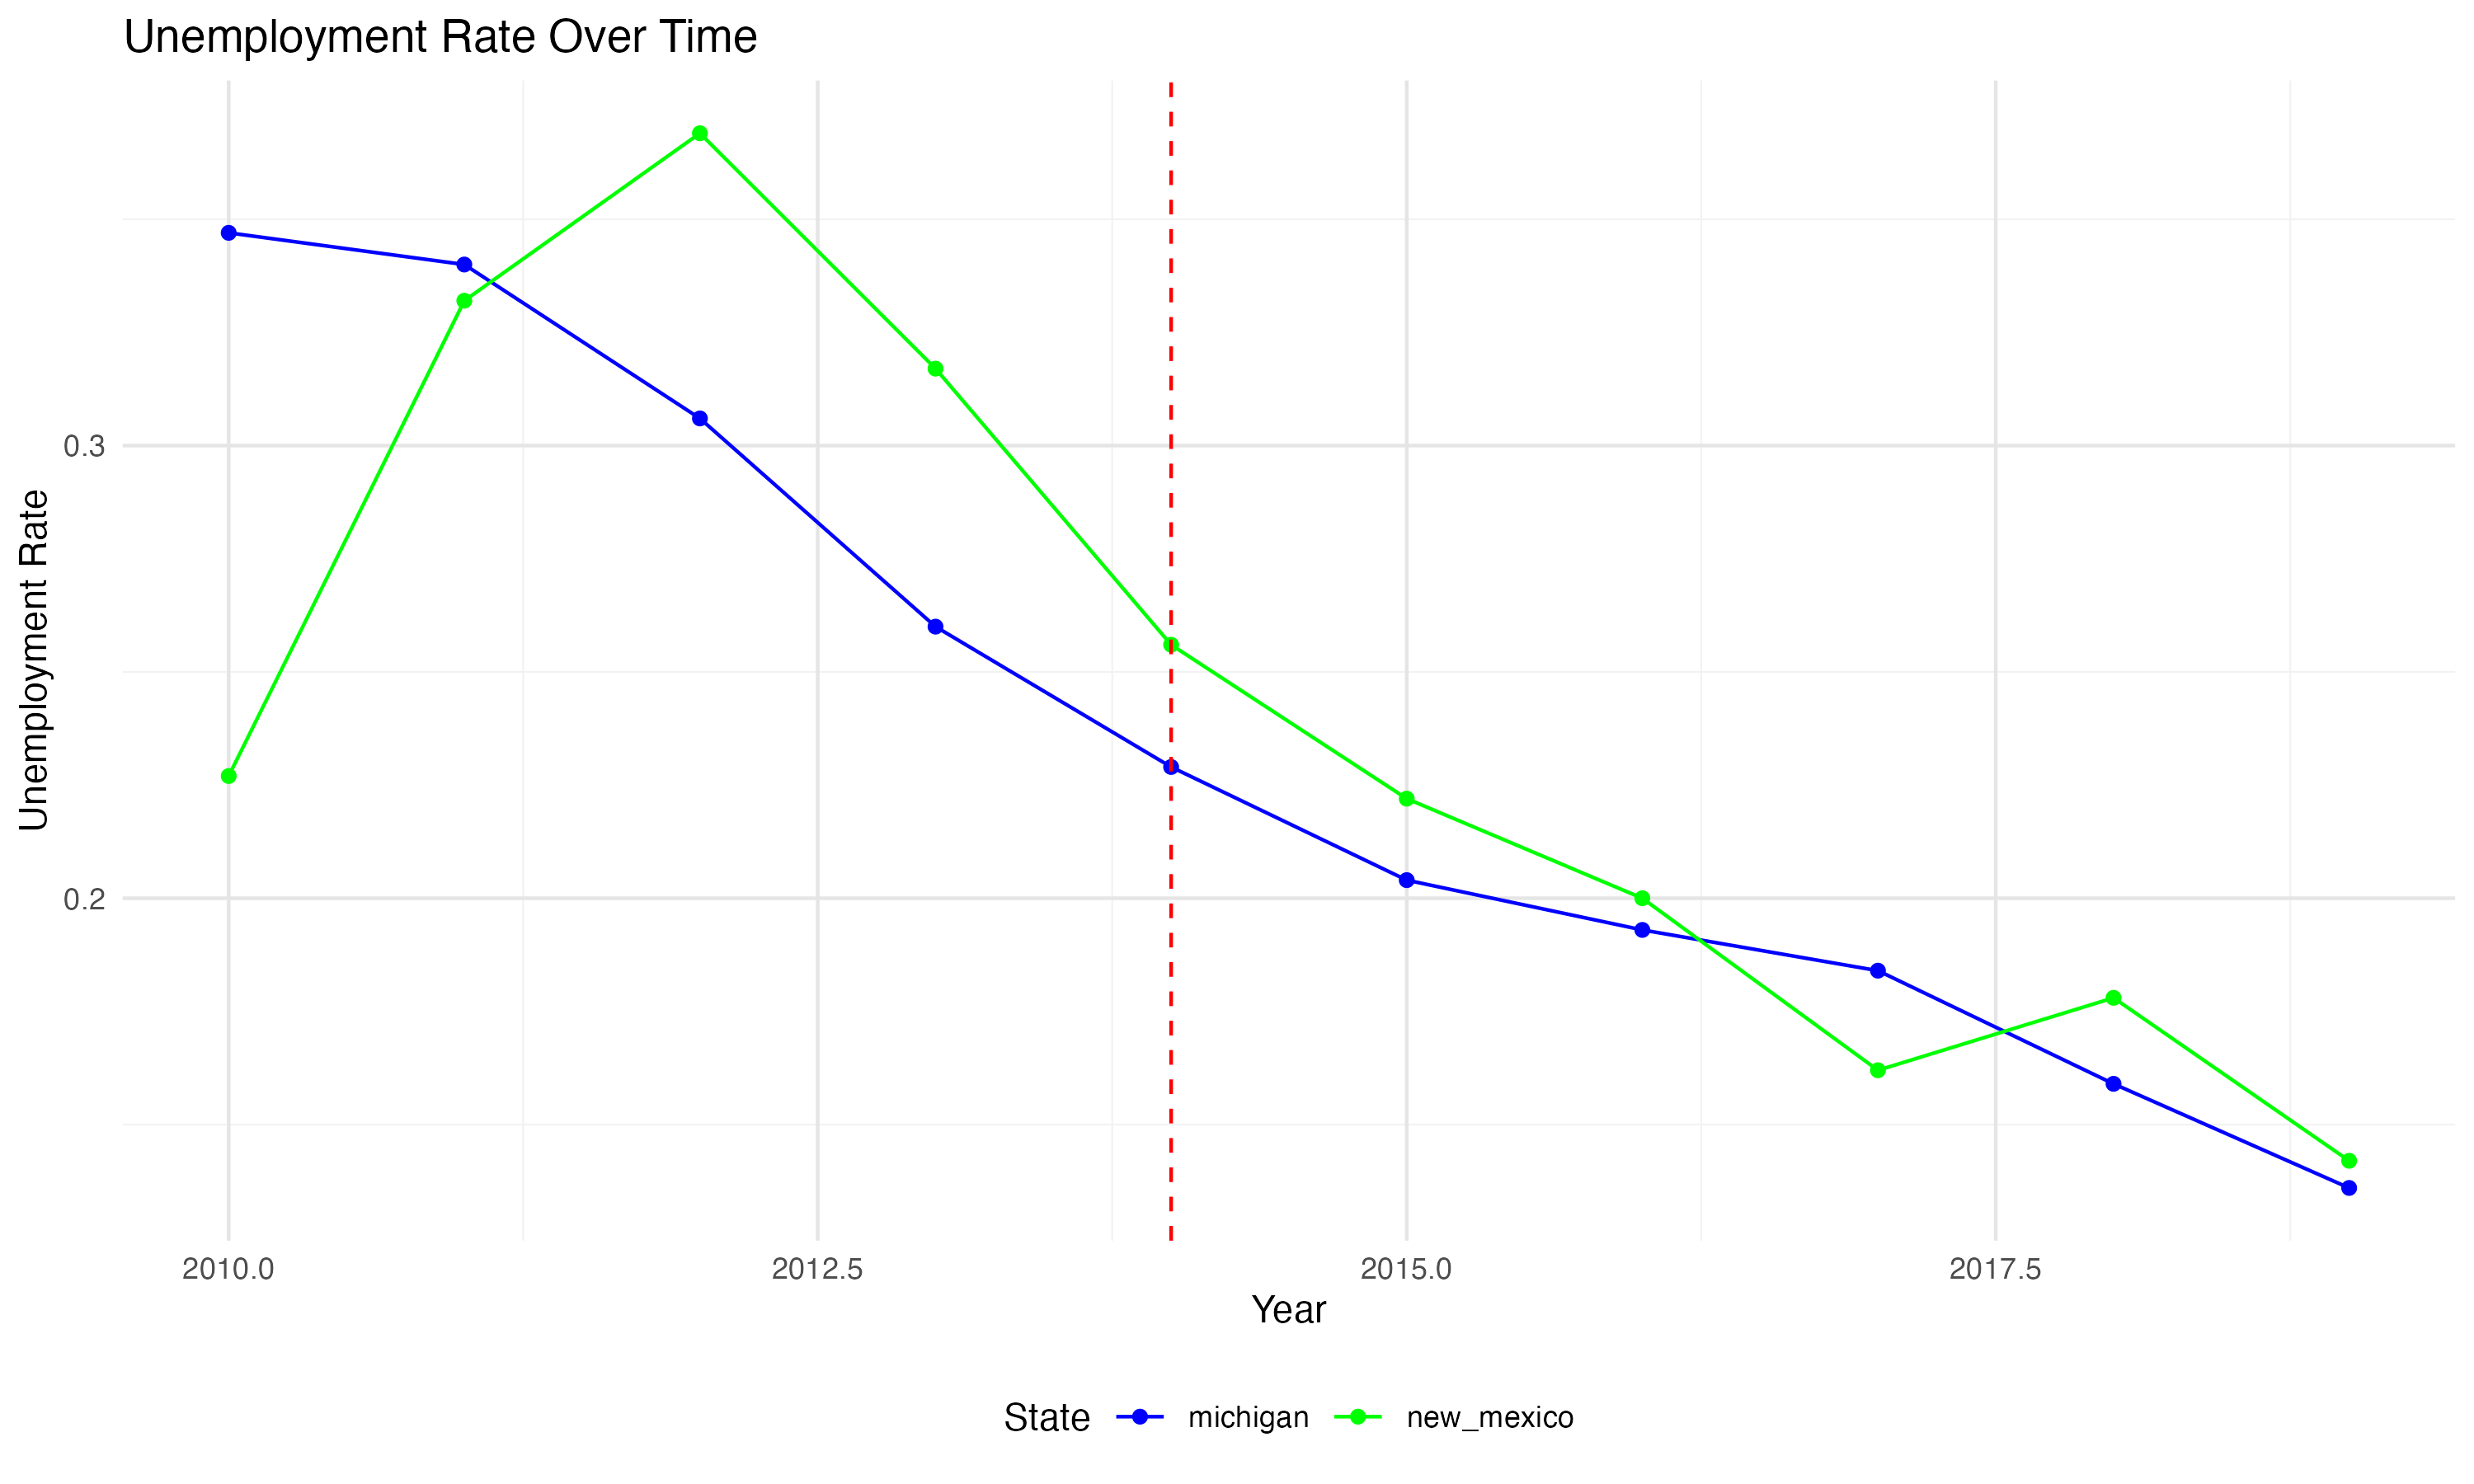 Unemployment Rate Over Time
Unemployment Rate
0.3
0.2
2010.0 2012.5 2015.0 2017.5
Year
State michigan new_mexico